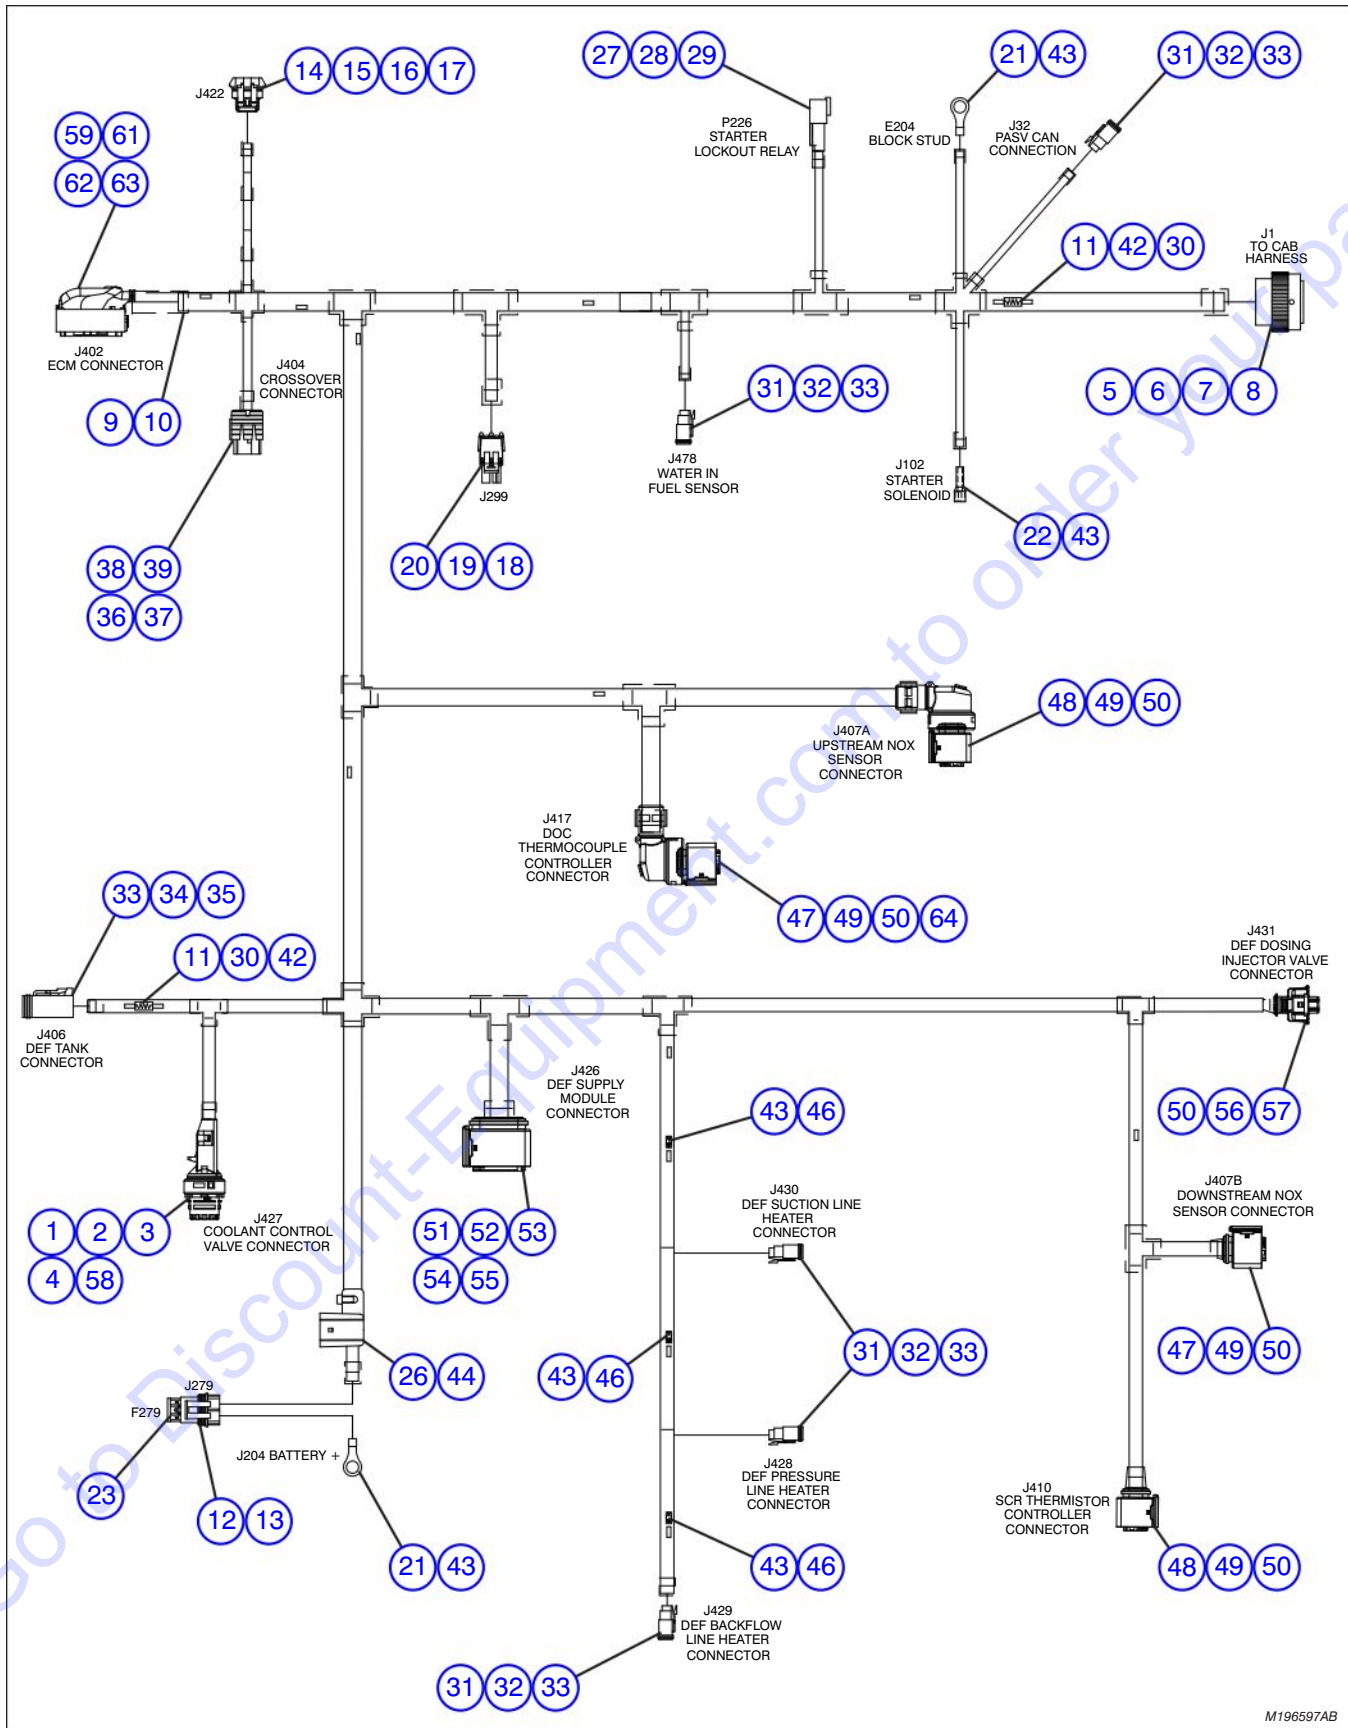 14 15 16 17
J422
27 28 29
P226
STARTER
LOCKOUT RELAY
21 43
E204
BLOCK STUD
31 32 33
J32
PASV CAN
CONNECTION
59 61
62 63
11 42 30
J1
TO CAB
HARNESS
J402
ECM CONNECTOR
J404
CROSSOVER
CONNECTOR
9 10
31 32 33
5 6 7 8
J478
WATER IN
FUEL SENSOR
J299
J102
STARTER
SOLENOID
38 39
36 37
20 19 18
22 43
48 49 50
J407A
UPSTREAM NOX
SENSOR
CONNECTOR
J417
DOC
THERMOCOUPLE
CONTROLLER
CONNECTOR
47 49 50 64
33 34 35
11 30 42
J431
DEF DOSING
INJECTOR VALVE
CONNECTOR
J406
DEF TANK
CONNECTOR
J426
DEF SUPPLY
MODULE
CONNECTOR
43 46
50 56 57
J430
DEF SUCTION LINE
HEATER
CONNECTOR
J407B
DOWNSTREAM NOX
SENSOR CONNECTOR
1 2 3
4 58
J427
COOLANT CONTROL
VALVE CONNECTOR
51 52 53
54 55
26 44
43 46
31 32 33
47 49 50
J279
F279
J204 BATTERY +
23
12 13
21 43
J428
DEF PRESSURE
LINE HEATER
CONNECTOR
43 46
J410
SCR THERMISTOR
CONTROLLER
CONNECTOR
48 49 50
J429
DEF BACKFLOW
LINE HEATER
CONNECTOR
31 32 33
M196597AB
Go to Discount-Equipment.com to order your pa